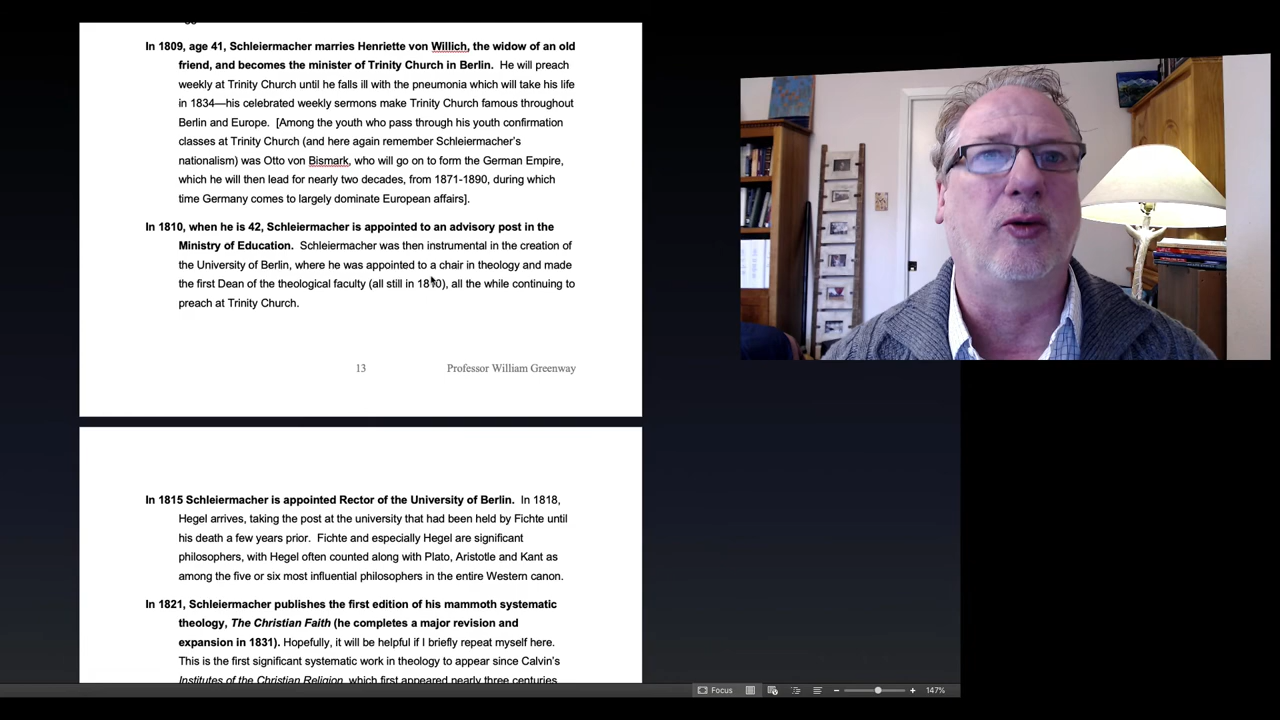 In 1809, age 41, Schleiermacher marries Henriette von Willich, the widow of an old
friend, and becomes the minister of Trinity Church in Berlin. He will preach
weekly at Trinity Church until he falls ill with the pneumonia which will take his life
in 1834—his celebrated weekly sermons make Trinity Church famous throughout
Berlin and Europe. [Among the youth who pass through his youth confirmation
classes at Trinity Church (and here again remember Schleiermacher's
nationalism) was Otto von Bismark, who will go on to form the German Empire,
which he will then lead for nearly two decades, from 1871-1890, during which
time Germany comes to largely dominate European affairs].
In 1810, when he is 42, Schleiermacher is appointed to an advisory post in the
Ministry of Education. Schleiermacher was then instrumental in the creation of
the University of Berlin, where he was appointed to a chair in theology and made
the first Dean of the theological faculty (all still in 1810), all the while continuing to
preach at Trinity Church.
13 Professor William Greenway
In 1815 Schleiermacher is appointed Rector of the University of Berlin. In 1818,
Hegel arrives, taking the post at the university that had been held by Fichte until
his death a few years prior. Fichte and especially Hegel are significant
philosophers, with Hegel often counted along with Plato, Aristotle and Kant as
among the five or six most influential philosophers in the entire Western canon.
In 1821, Schleiermacher publishes the first edition of his mammoth systematic
theology, The Christian Faith (he completes a major revision and
expansion in 1831). Hopefully, it will be helpful if I briefly repeat myself here.
This is the first significant systematic work in theology to appear since Calvin's
Institutes of the Christian Religion, which first appeared nearly three centuries
Focus
147%